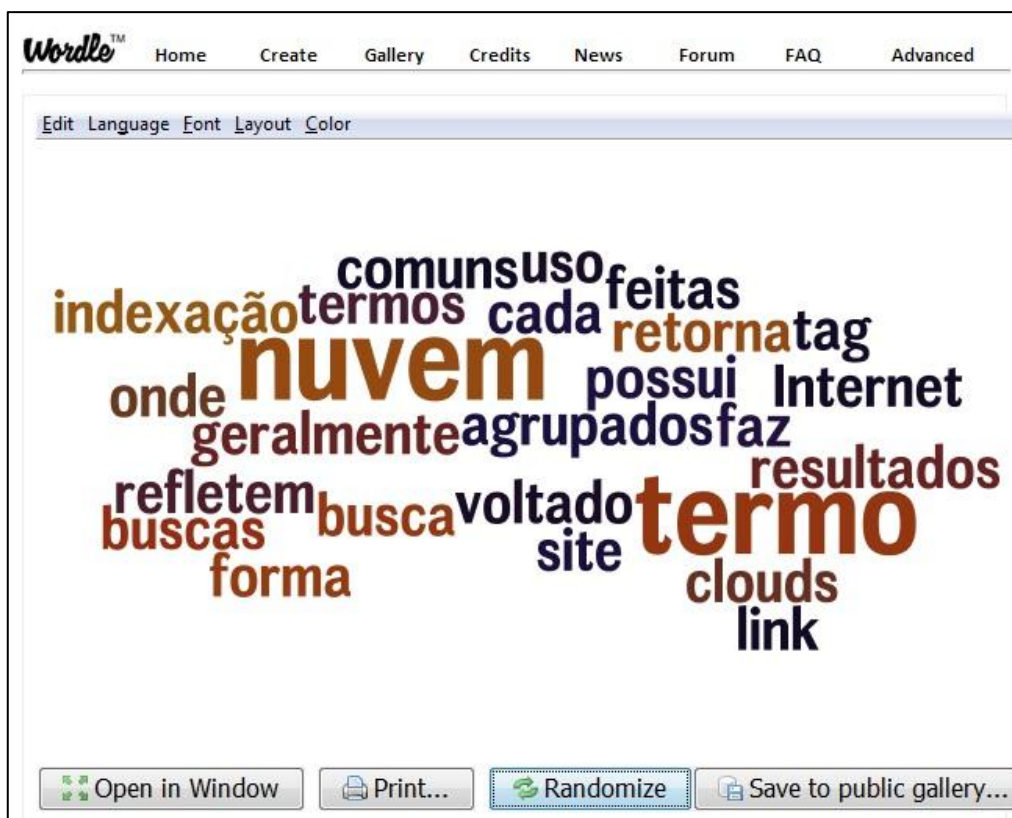 Wordle™ Home Create Gallery Credits News Forum FAQ Advanced
Edit Language Font Layout Color
comuns uso feitas
indexação termos cada retorna tag
nuvem
onde possui Internet
geralmente agrupados faz
resultados
refletem busca voltado termo
buscas site
forma clouds
link
Open in Window Print... Randomize Save to public gallery...